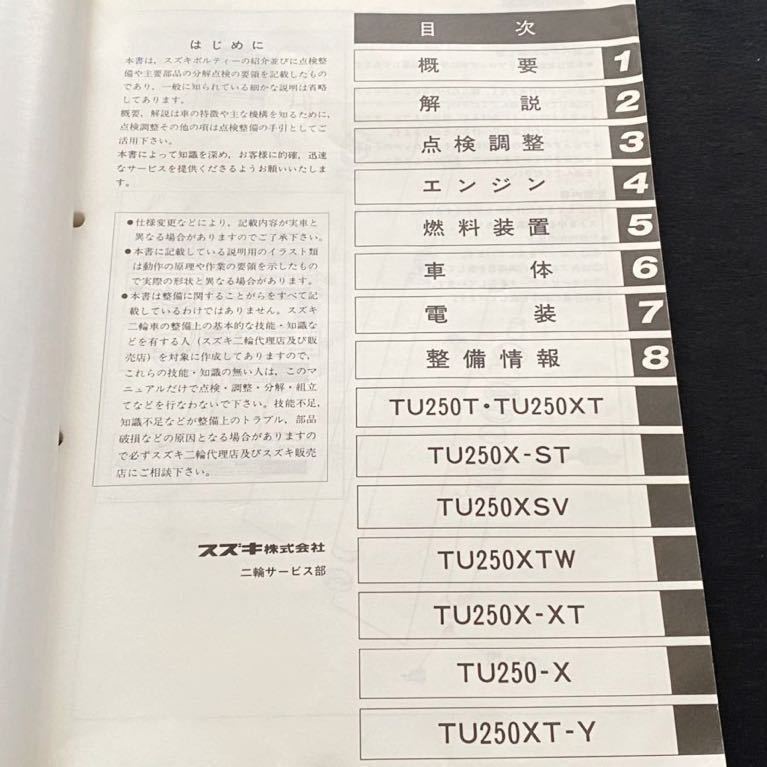 はじめに
本書は、スズキボルティーの紹介並びに点検整
備や主要部品の分解点検の要領を記載したもの
であり、一般に知られている細かな説明は省略
してあります。
概要、解説は車の特徴や主な機構を知るために、
点検調整その他の項は点検整備の手引としてご
活用下さい。
本書によって知識を深め、お客様に的確、迅速
なサービスを提供くださるようお願いいたしま
す。
●仕様変更などにより、記載内容が実車と
異なる場合がありますのでご了承下さい。
●本書に記載している説明用のイラスト類
は動作の原理や作業の要領を示したもの
で実際の形状と異なる場合があります。
●本書は整備に関することがらをすべて記
載しているわけではありません。スズキ
二輪車の整備上の基本的な技能・知識な
どを有する人（スズキ二輪代理店及び販
売店）を対象に作成してありますので、
これらの技能・知識の無い人は、このマ
ニュアルだけで点検・調整・分解・組立
てなどを行なわないで下さい。技能不足、
知識不足などが整備上のトラブル、部品
破損などの原因となる場合がありますの
で必ずスズキ二輪代理店及びスズキ販売
店にご相談下さい。
スズキ株式会社
二輪サービス部
目次
概要 1
解説 2
点検調整 3
エンジン 4
燃料装置 5
車体 6
電装 7
整備情報 8
TU250T・TU250XT
TU250X-ST
TU250XSV
TU250XTW
TU250X-XT
TU250-X
TU250XT-Y